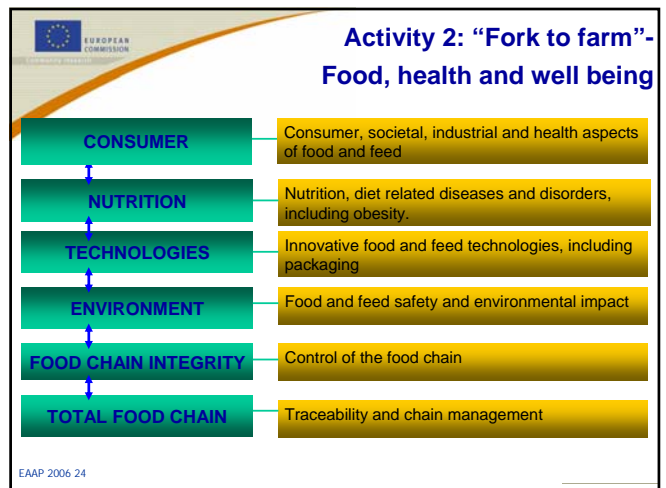 EUROPEAN
COMMISSION
Community Research
Activity 2: “Fork to farm”-
Food, health and well being
CONSUMER
Consumer, societal, industrial and health aspects
of food and feed
NUTRITION
Nutrition, diet related diseases and disorders,
including obesity.
TECHNOLOGIES
Innovative food and feed technologies, including
packaging
ENVIRONMENT
Food and feed safety and environmental impact
FOOD CHAIN INTEGRITY
Control of the food chain
TOTAL FOOD CHAIN
Traceability and chain management
EAAP 2006 24